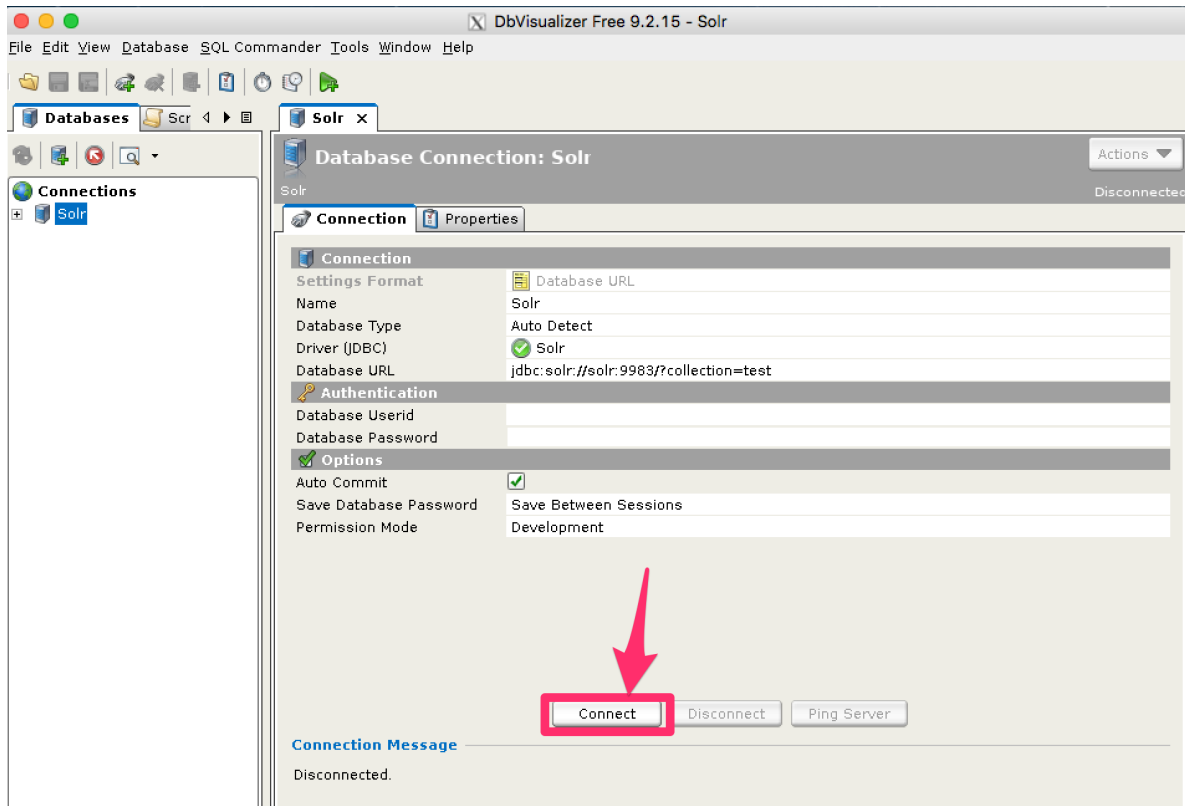 DbVisualizer Free 9.2.15 - Solr
File Edit View Database SQL Commander Tools Window Help
Databases Scr
Solr x
Database Connection: Solr
Actions
Solr
Disconnected
Connections
Solr
Connection Properties
Connection
Settings Format Database URL
Name Solr
Database Type Auto Detect
Driver (JDBC) Solr
Database URL jdbc:solr://solr:9983/?collection=test
Authentication
Database Userid
Database Password
Options
Auto Commit
Save Database Password Save Between Sessions
Permission Mode Development
Connect Disconnect Ping Server
Connection Message
Disconnected.